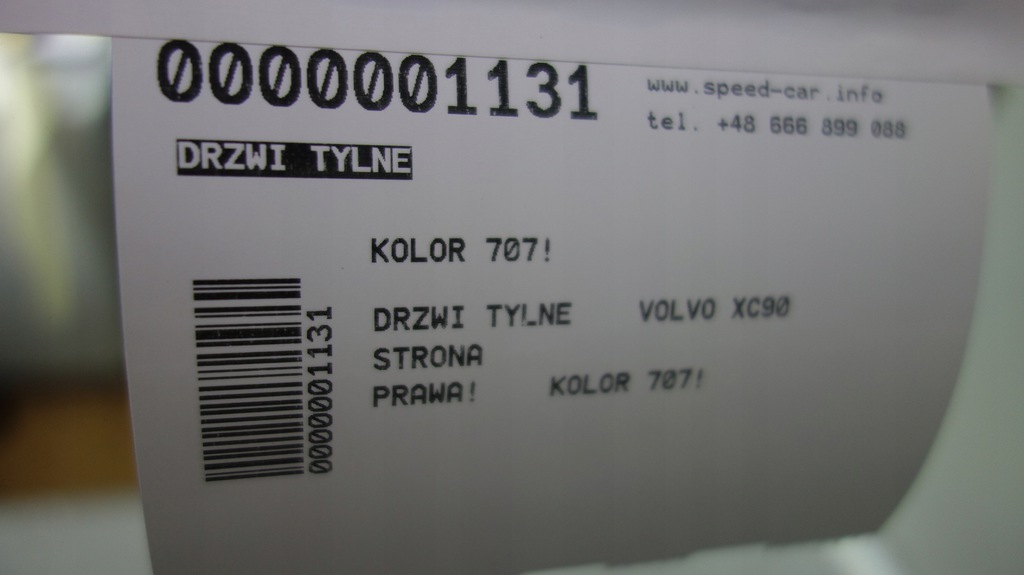 0000001131
www.speed-car.info
tel. +48 666 899 088
DRZWI TYLNE
KOLOR 707!
DRZWI TYLNE VOLVO XC90
STRONA
PRAWA! KOLOR 707!
0000001131